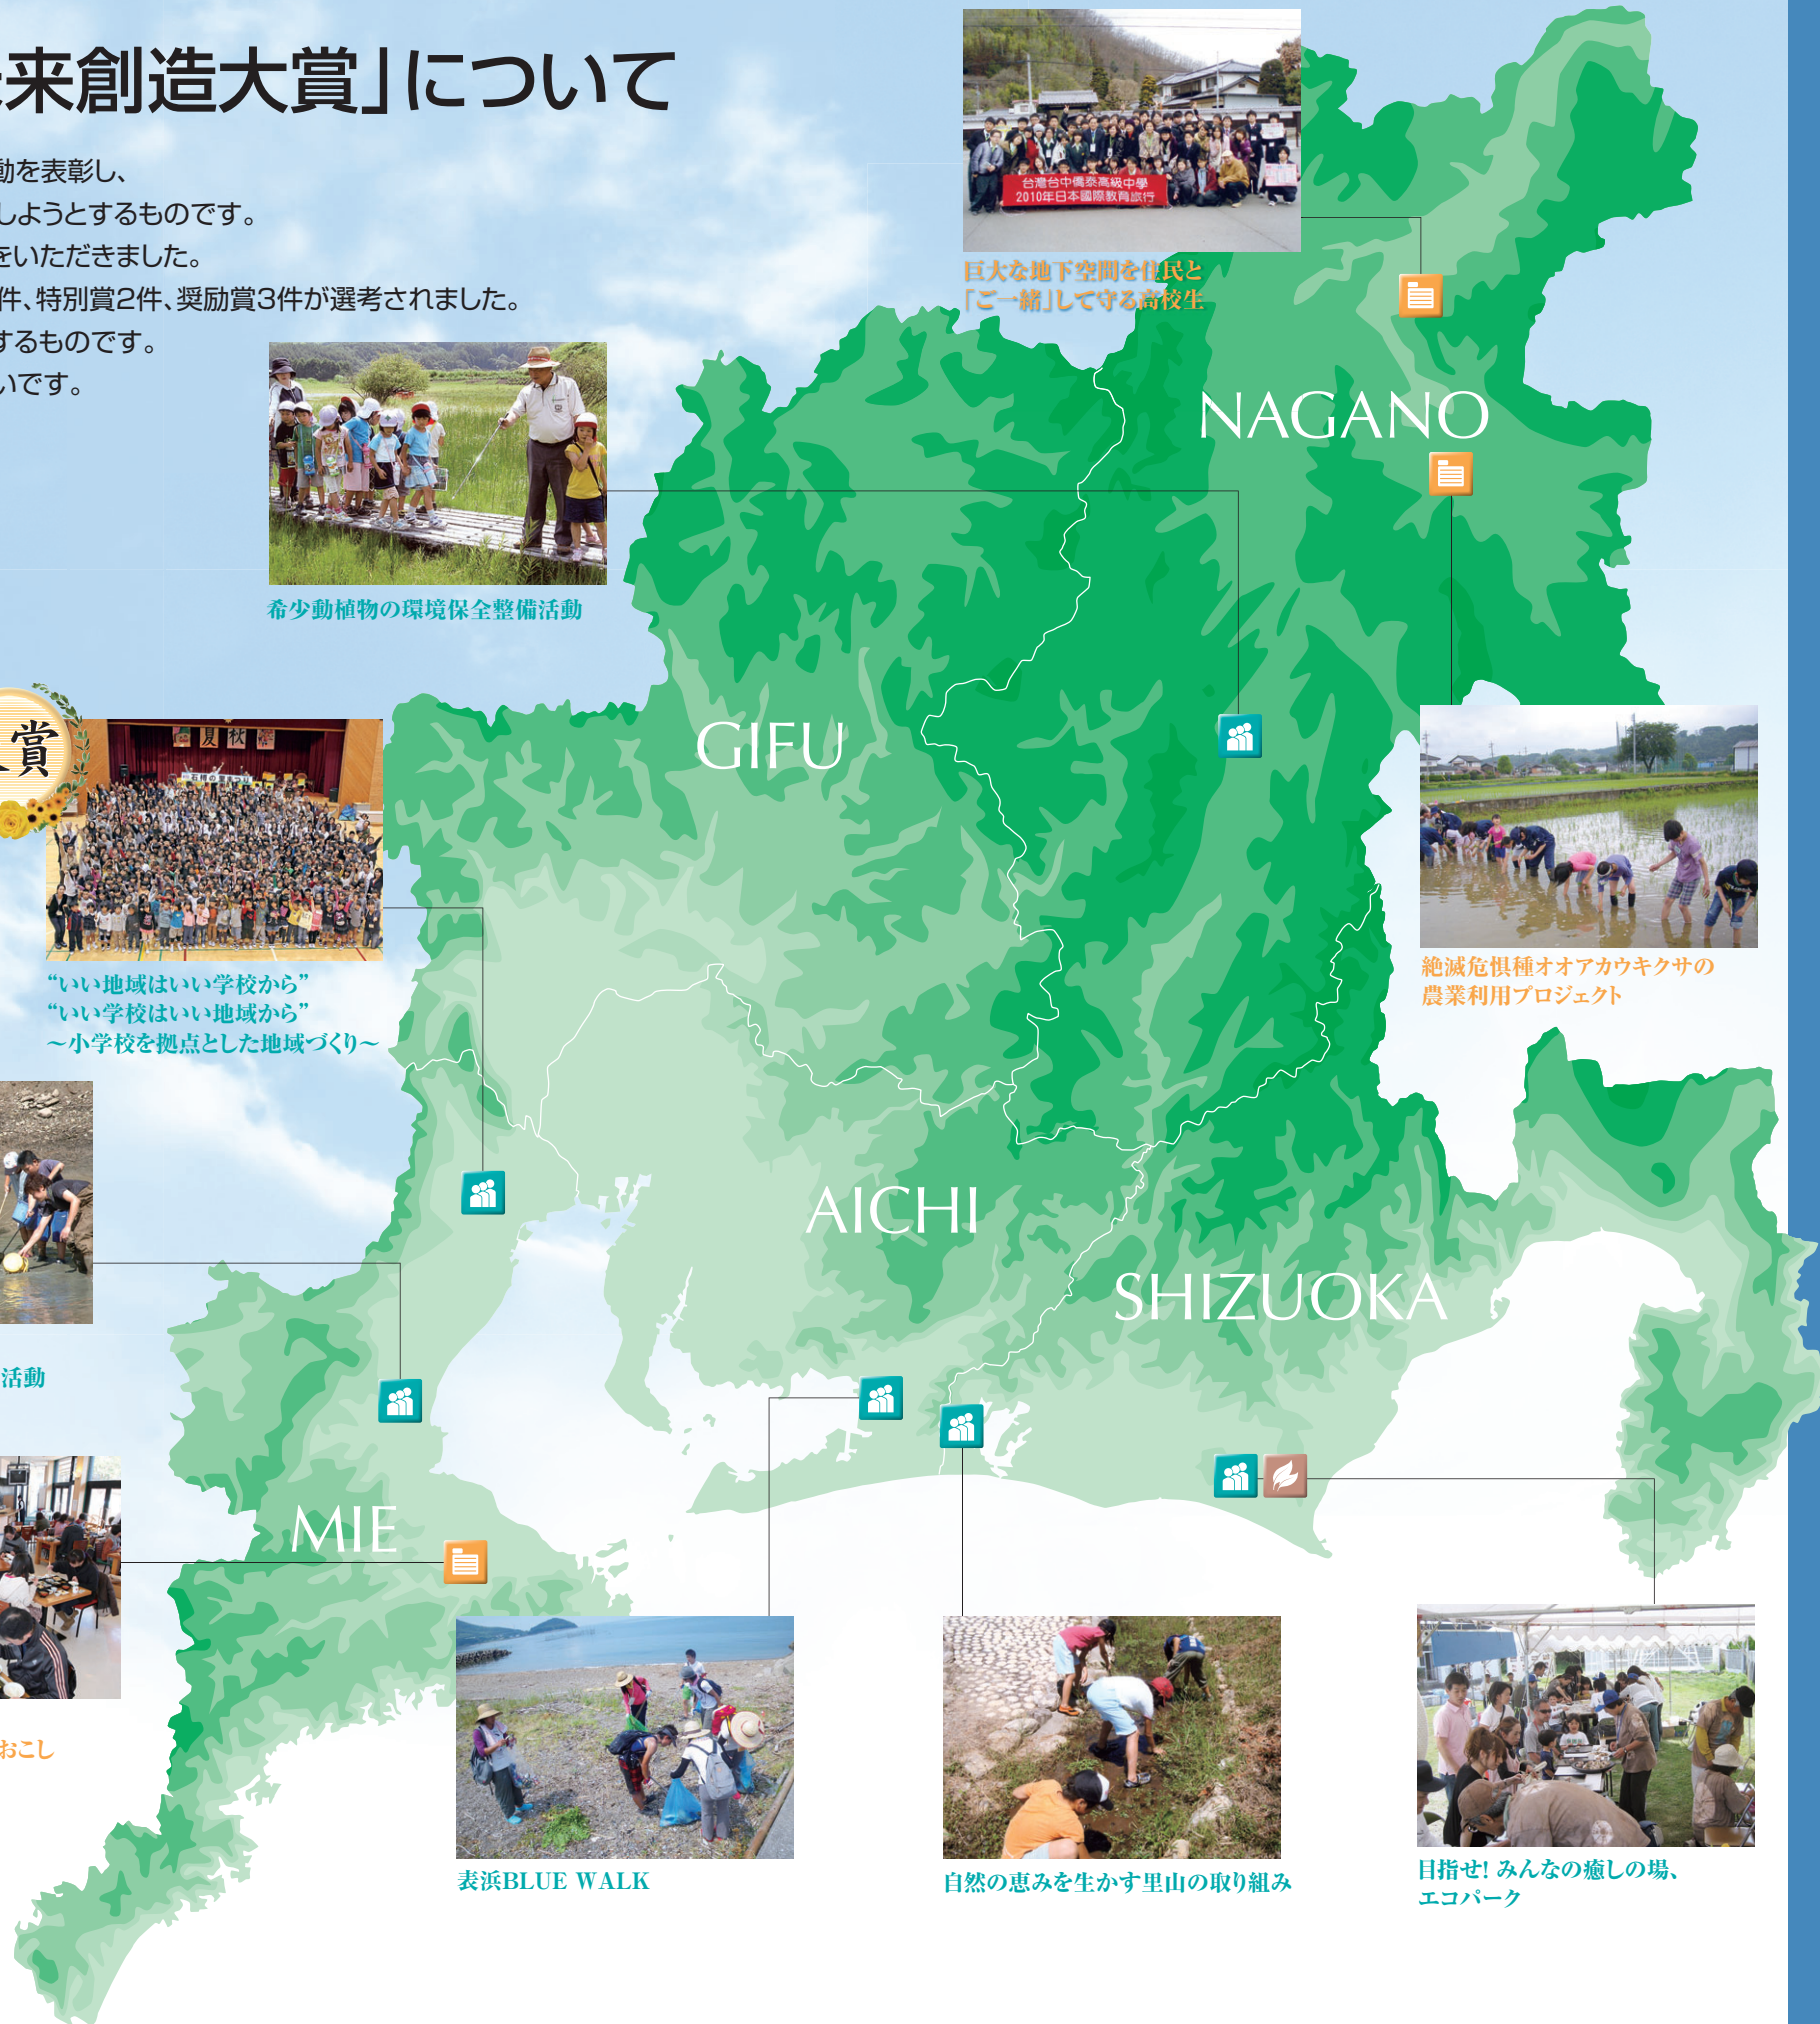 来創造大賞」について
動を表彰し、
しようとするものです。
をいただきました。
件、特別賞2件、奨励賞3件が選考されました。
するものです。
いです。
台灣台中僑泰高級中學
2010年日本國際教育旅行
巨大な地下空間を住民と
「ご一緒」して守る高校生
NAGANO
希少動植物の環境保全整備活動
GIFU
賞
夏秋祭
石榑の里まつり
“いい地域はいい学校から”
“いい学校はいい地域から”
〜小学校を拠点とした地域づくり〜
絶滅危惧種オオアカウキクサの
農業利用プロジェクト
AICHI
SHIZUOKA
活動
MIE
おこし
表浜BLUE WALK
自然の恵みを生かす里山の取り組み
目指せ! みんなの癒しの場、
エコパーク